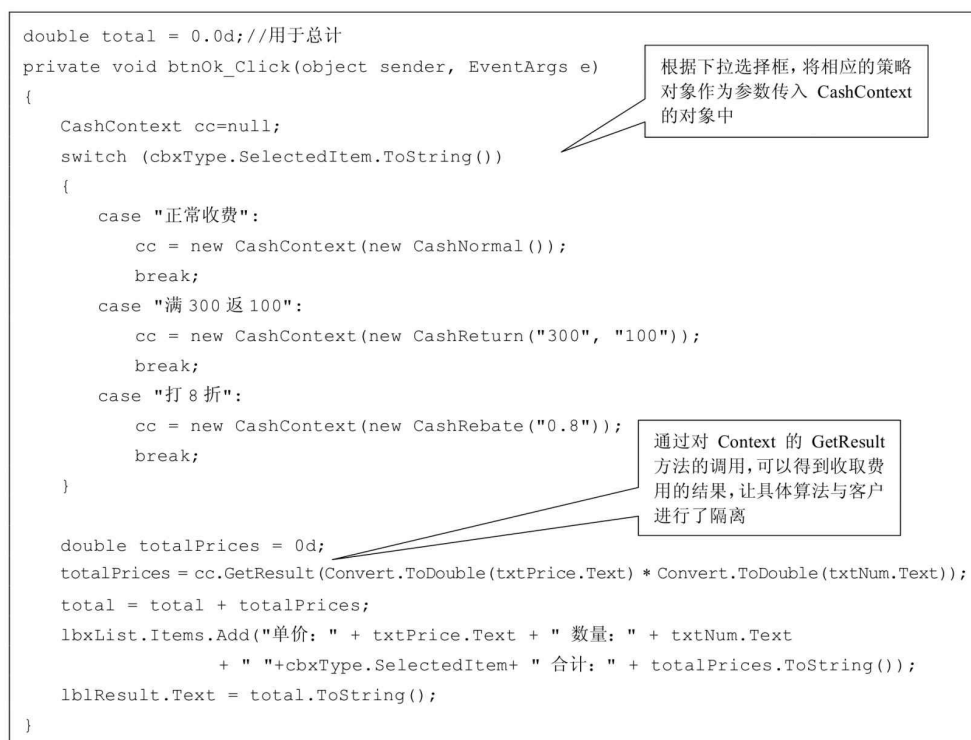 double total = 0.0d;//用于总计
private void btnOk_Click(object sender, EventArgs e)
{
根据下拉选择框，将相应的策略
对象作为参数传入 CashContext
的对象中
CashContext cc=null;
switch (cbxType.SelectedItem.ToString())
{
case "正常收费":
cc = new CashContext(new CashNormal());
break;
case "满 300 返 100":
cc = new CashContext(new CashReturn("300", "100"));
break;
case "打 8 折":
cc = new CashContext(new CashRebate("0.8"));
break;
}
通过对 Context 的 GetResult
方法的调用，可以得到收取费
用的结果，让具体算法与客户
进行了隔离
double totalPrices = 0d;
totalPrices = cc.GetResult(Convert.ToDouble(txtPrice.Text) * Convert.ToDouble(txtNum.Text));
total = total + totalPrices;
lbxList.Items.Add("单价：" + txtPrice.Text + " 数量：" + txtNum.Text
+ " "+cbxType.SelectedItem+ " 合计：" + totalPrices.ToString());
lblResult.Text = total.ToString();
}